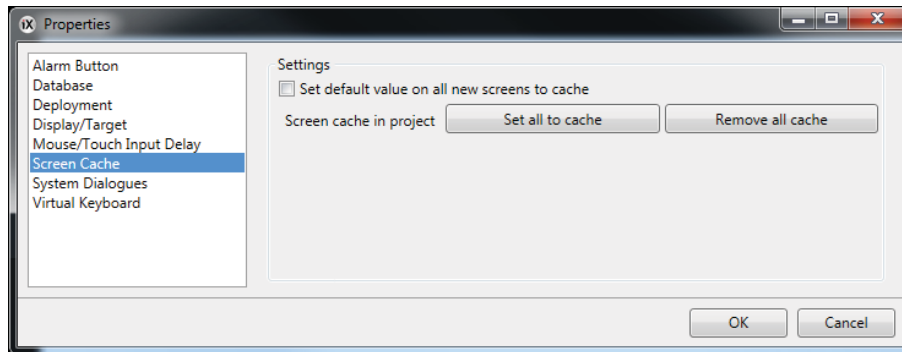 iX Properties
Alarm Button
Database
Deployment
Display/Target
Mouse/Touch Input Delay
Screen Cache
System Dialogues
Virtual Keyboard
Settings
Set default value on all new screens to cache
Screen cache in project Set all to cache Remove all cache
OK Cancel